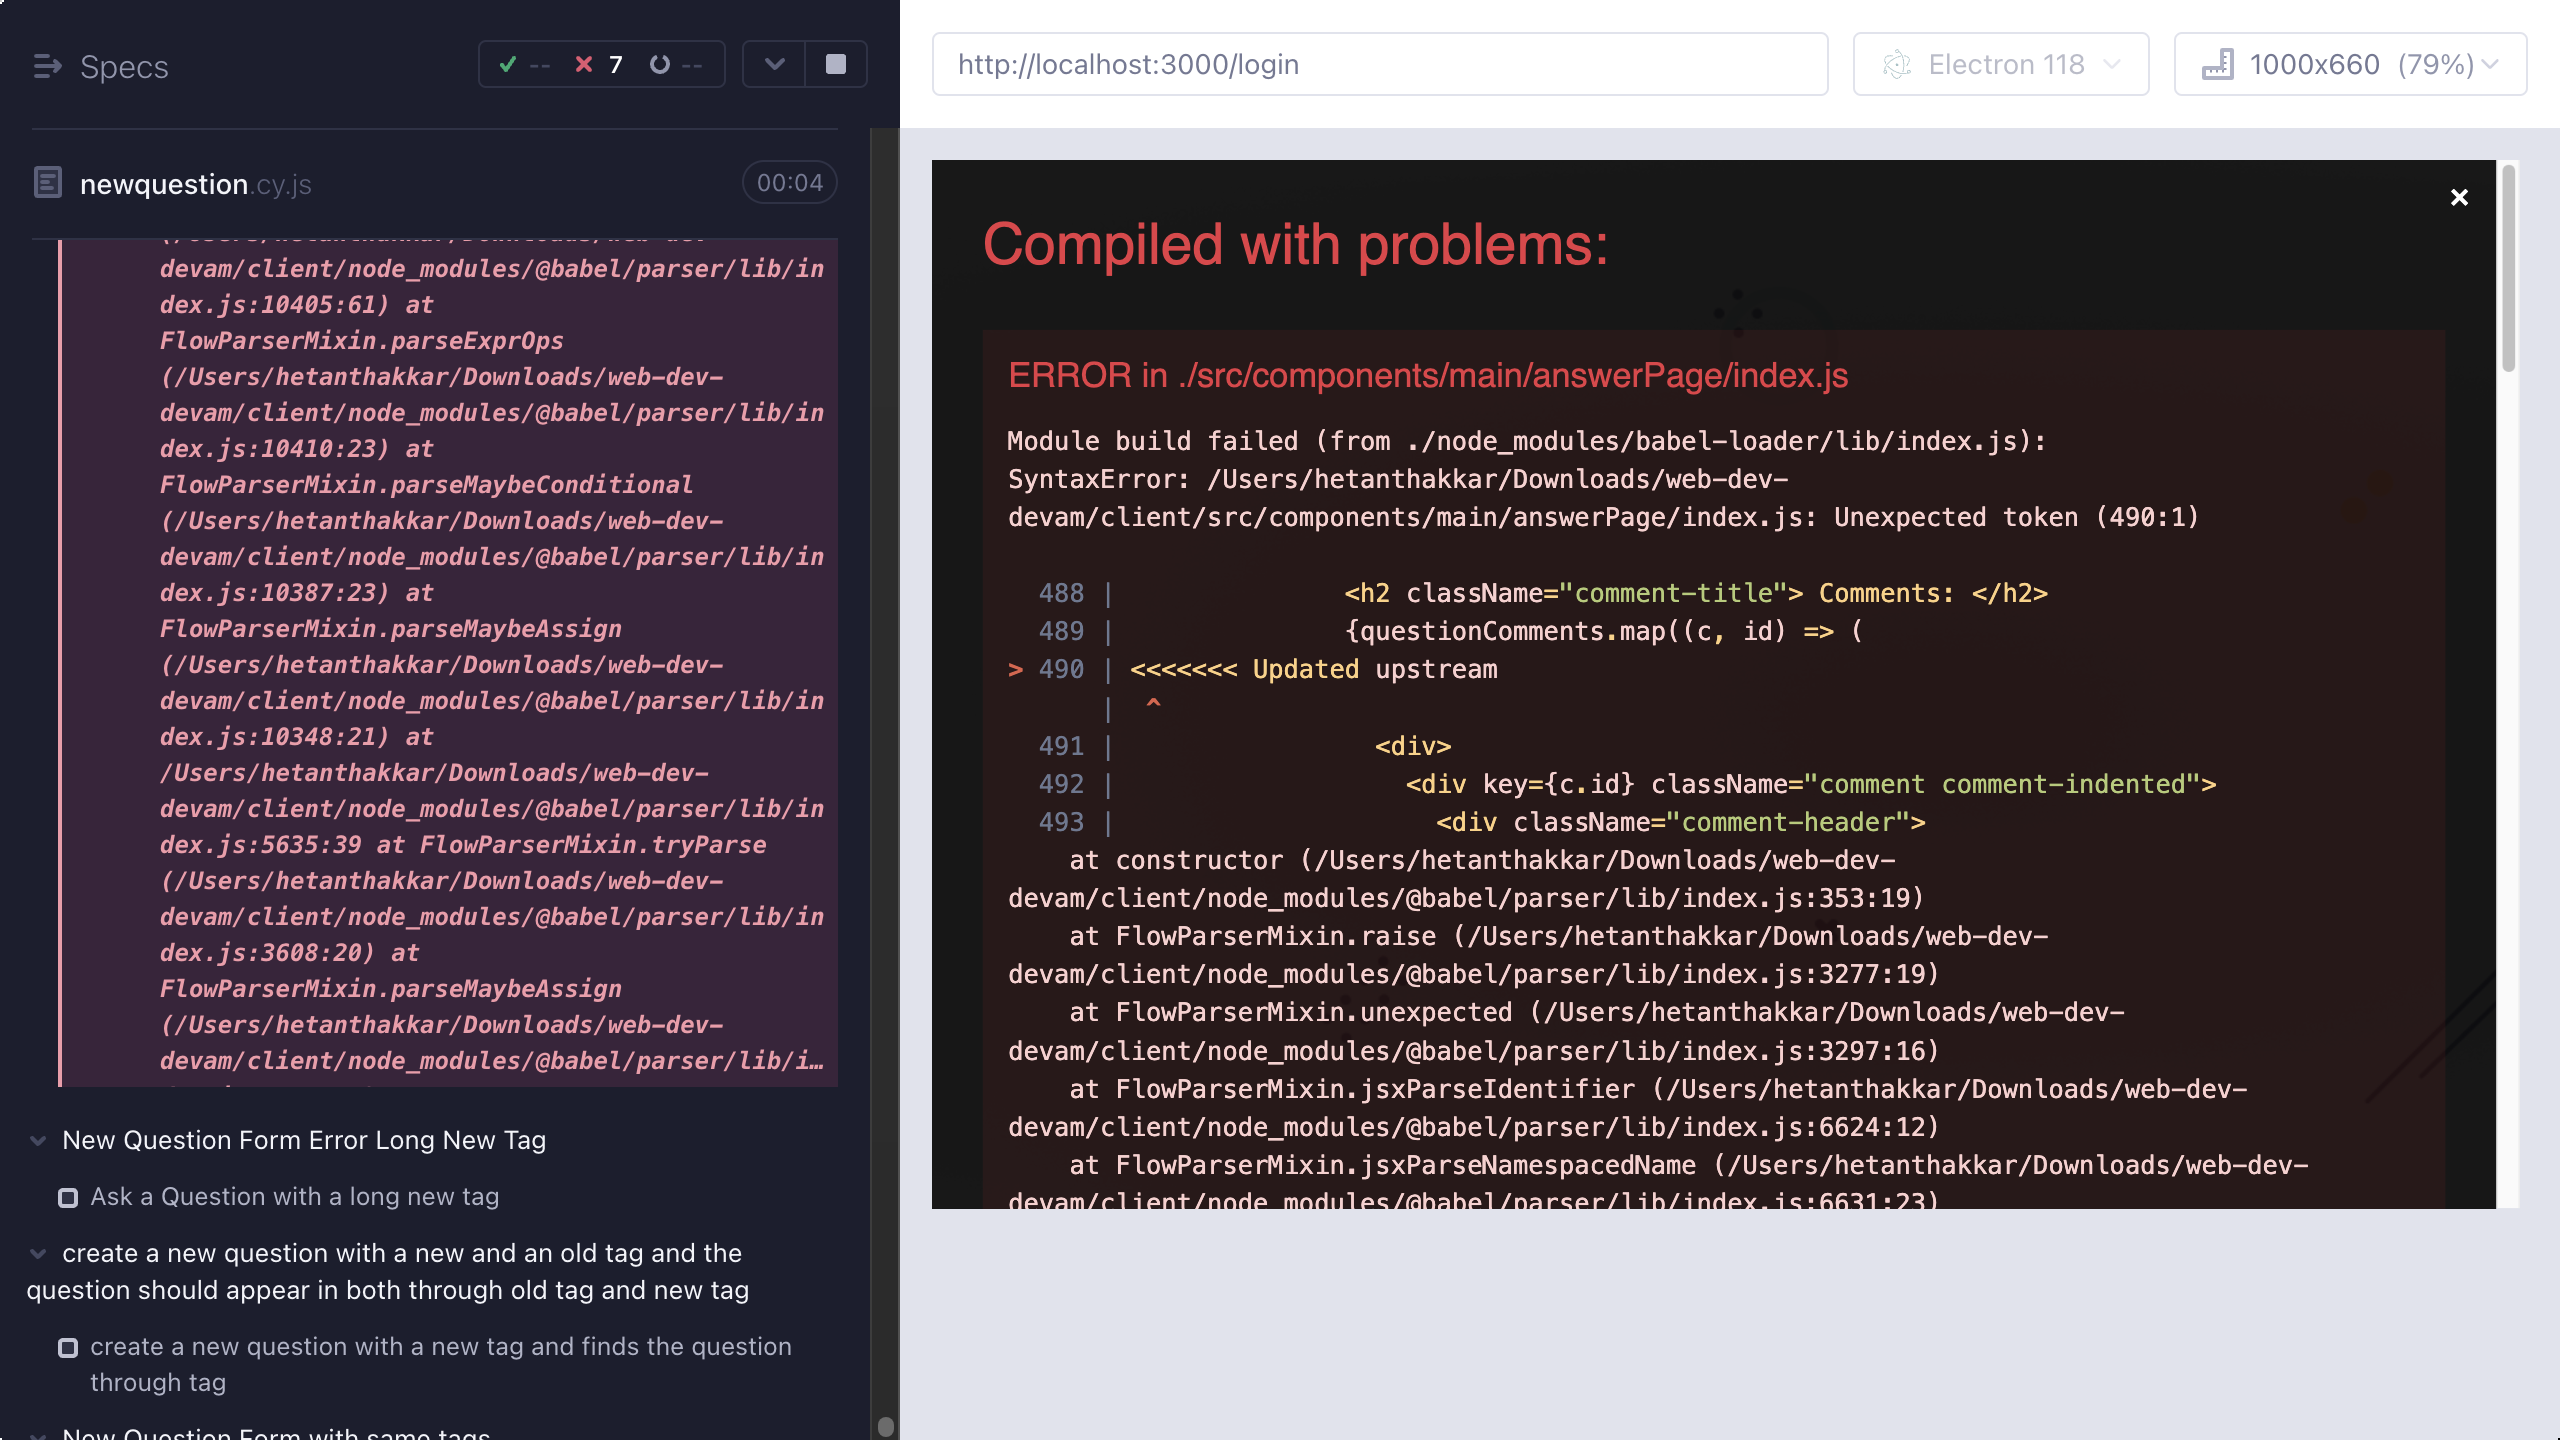 Specs
-- 7 --
newquestion.cy.js
00:04
devam/client/node_modules/@babel/parser/lib/in
dex.js:10405:61) at
FlowParserMixin.parseExprOps
(/Users/hetanthakkar/Downloads/web-dev-
devam/client/node_modules/@babel/parser/lib/in
dex.js:10410:23) at
FlowParserMixin.parseMaybeConditional
(/Users/hetanthakkar/Downloads/web-dev-
devam/client/node_modules/@babel/parser/lib/in
dex.js:10387:23) at
FlowParserMixin.parseMaybeAssign
(/Users/hetanthakkar/Downloads/web-dev-
devam/client/node_modules/@babel/parser/lib/in
dex.js:10348:21) at
/Users/hetanthakkar/Downloads/web-dev-
devam/client/node_modules/@babel/parser/lib/in
dex.js:5635:39 at FlowParserMixin.tryParse
(/Users/hetanthakkar/Downloads/web-dev-
devam/client/node_modules/@babel/parser/lib/in
dex.js:3608:20) at
FlowParserMixin.parseMaybeAssign
(/Users/hetanthakkar/Downloads/web-dev-
devam/client/node_modules/@babel/parser/lib/i…
New Question Form Error Long New Tag
Ask a Question with a long new tag
create a new question with a new and an old tag and the
question should appear in both through old tag and new tag
create a new question with a new tag and finds the question
through tag
New Question Form with same tags
http://localhost:3000/login
Electron 118
1000x660 (79%)
×
Compiled with problems:
ERROR in ./src/components/main/answerPage/index.js
Module build failed (from ./node_modules/babel-loader/lib/index.js):
SyntaxError: /Users/hetanthakkar/Downloads/web-dev-
devam/client/src/components/main/answerPage/index.js: Unexpected token (490:1)
488 | <h2 className="comment-title"> Comments: </h2>
489 | {questionComments.map((c, id) => (
> 490 | <<<<<<< Updated upstream
| ^
491 | <div>
492 | <div key={c.id} className="comment comment-indented">
493 | <div className="comment-header">
at constructor (/Users/hetanthakkar/Downloads/web-dev-
devam/client/node_modules/@babel/parser/lib/index.js:353:19)
at FlowParserMixin.raise (/Users/hetanthakkar/Downloads/web-dev-
devam/client/node_modules/@babel/parser/lib/index.js:3277:19)
at FlowParserMixin.unexpected (/Users/hetanthakkar/Downloads/web-dev-
devam/client/node_modules/@babel/parser/lib/index.js:3297:16)
at FlowParserMixin.jsxParseIdentifier (/Users/hetanthakkar/Downloads/web-dev-
devam/client/node_modules/@babel/parser/lib/index.js:6624:12)
at FlowParserMixin.jsxParseNamespacedName (/Users/hetanthakkar/Downloads/web-dev-
devam/client/node_modules/@babel/parser/lib/index.js:6631:23)